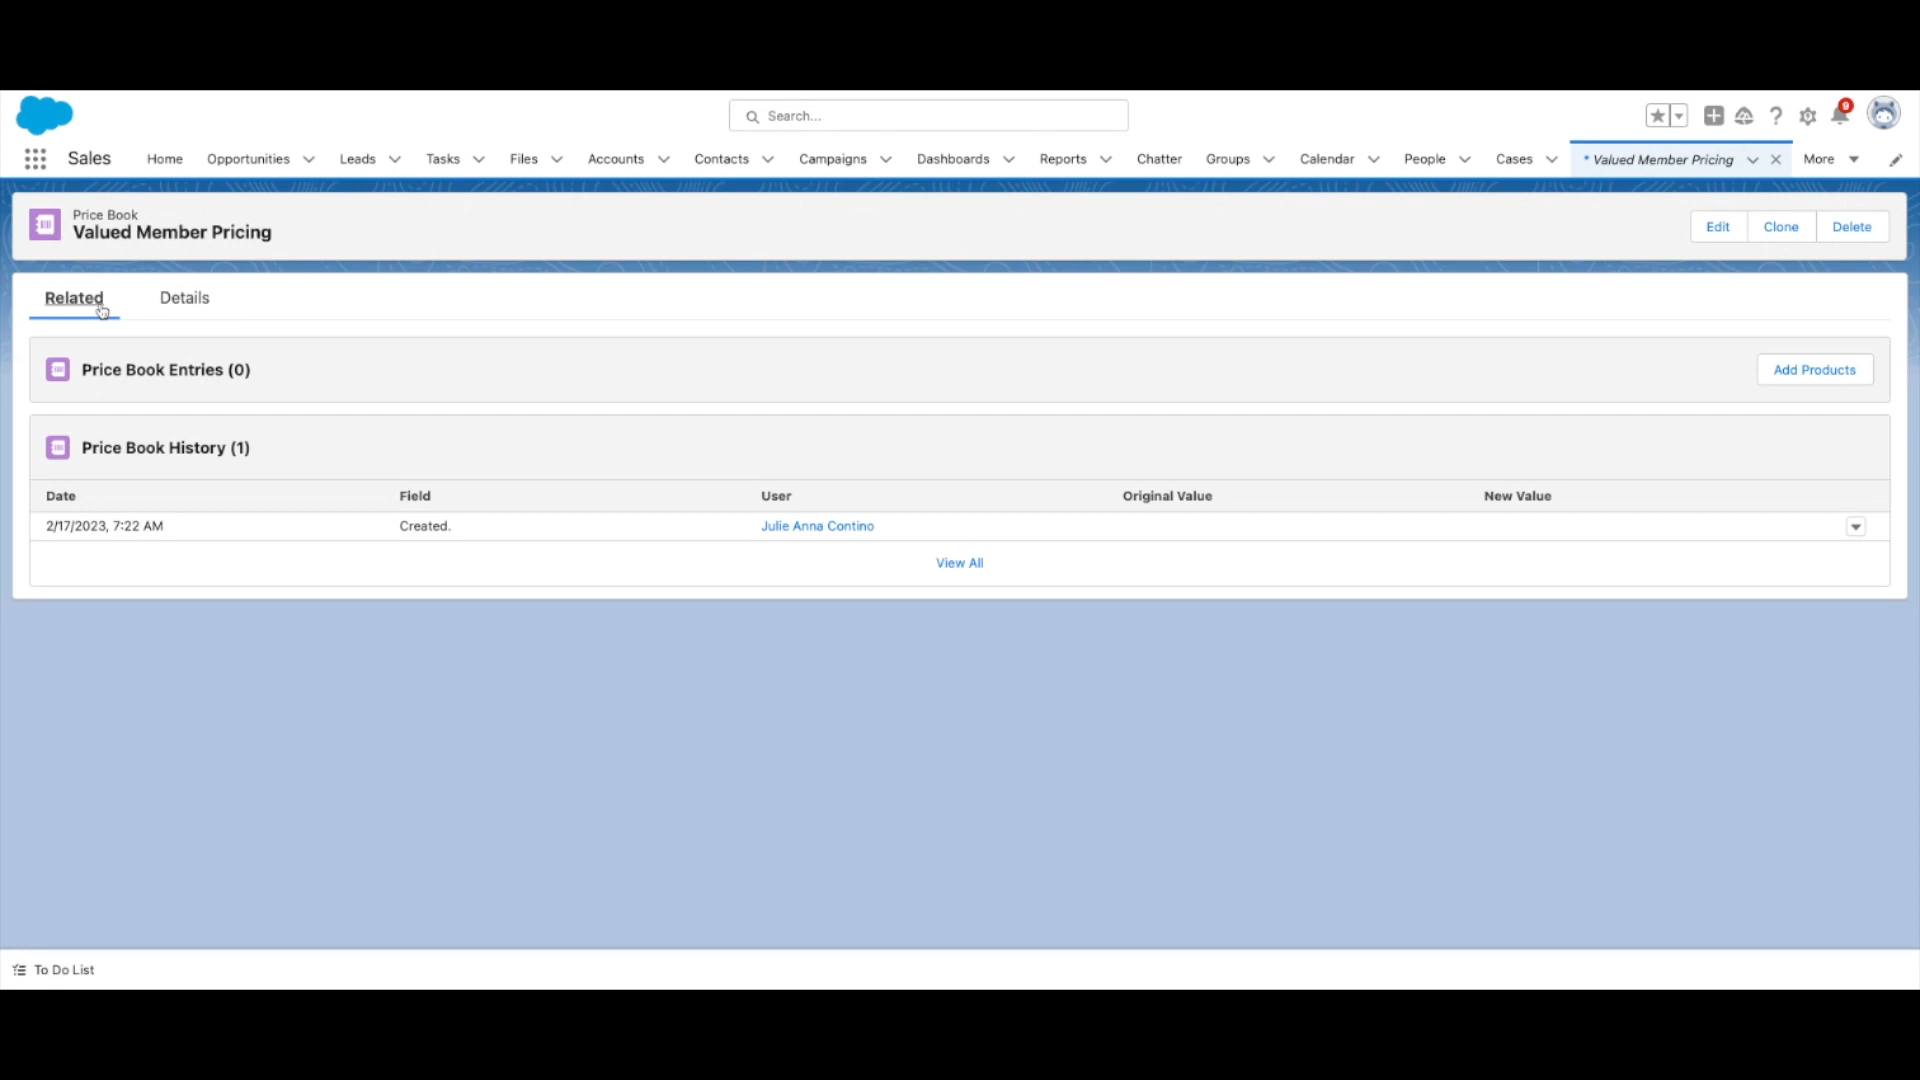 Search...
9
Sales Home Opportunities Leads Tasks Files Accounts Contacts Campaigns Dashboards Reports Chatter Groups Calendar People Cases * Valued Member Pricing More
Price Book
Valued Member Pricing
Edit Clone Delete
Related Details
Price Book Entries (0)
Add Products
Price Book History (1)
Date Field User Original Value New Value
2/17/2023, 7:22 AM Created. Julie Anna Contino
View All
To Do List